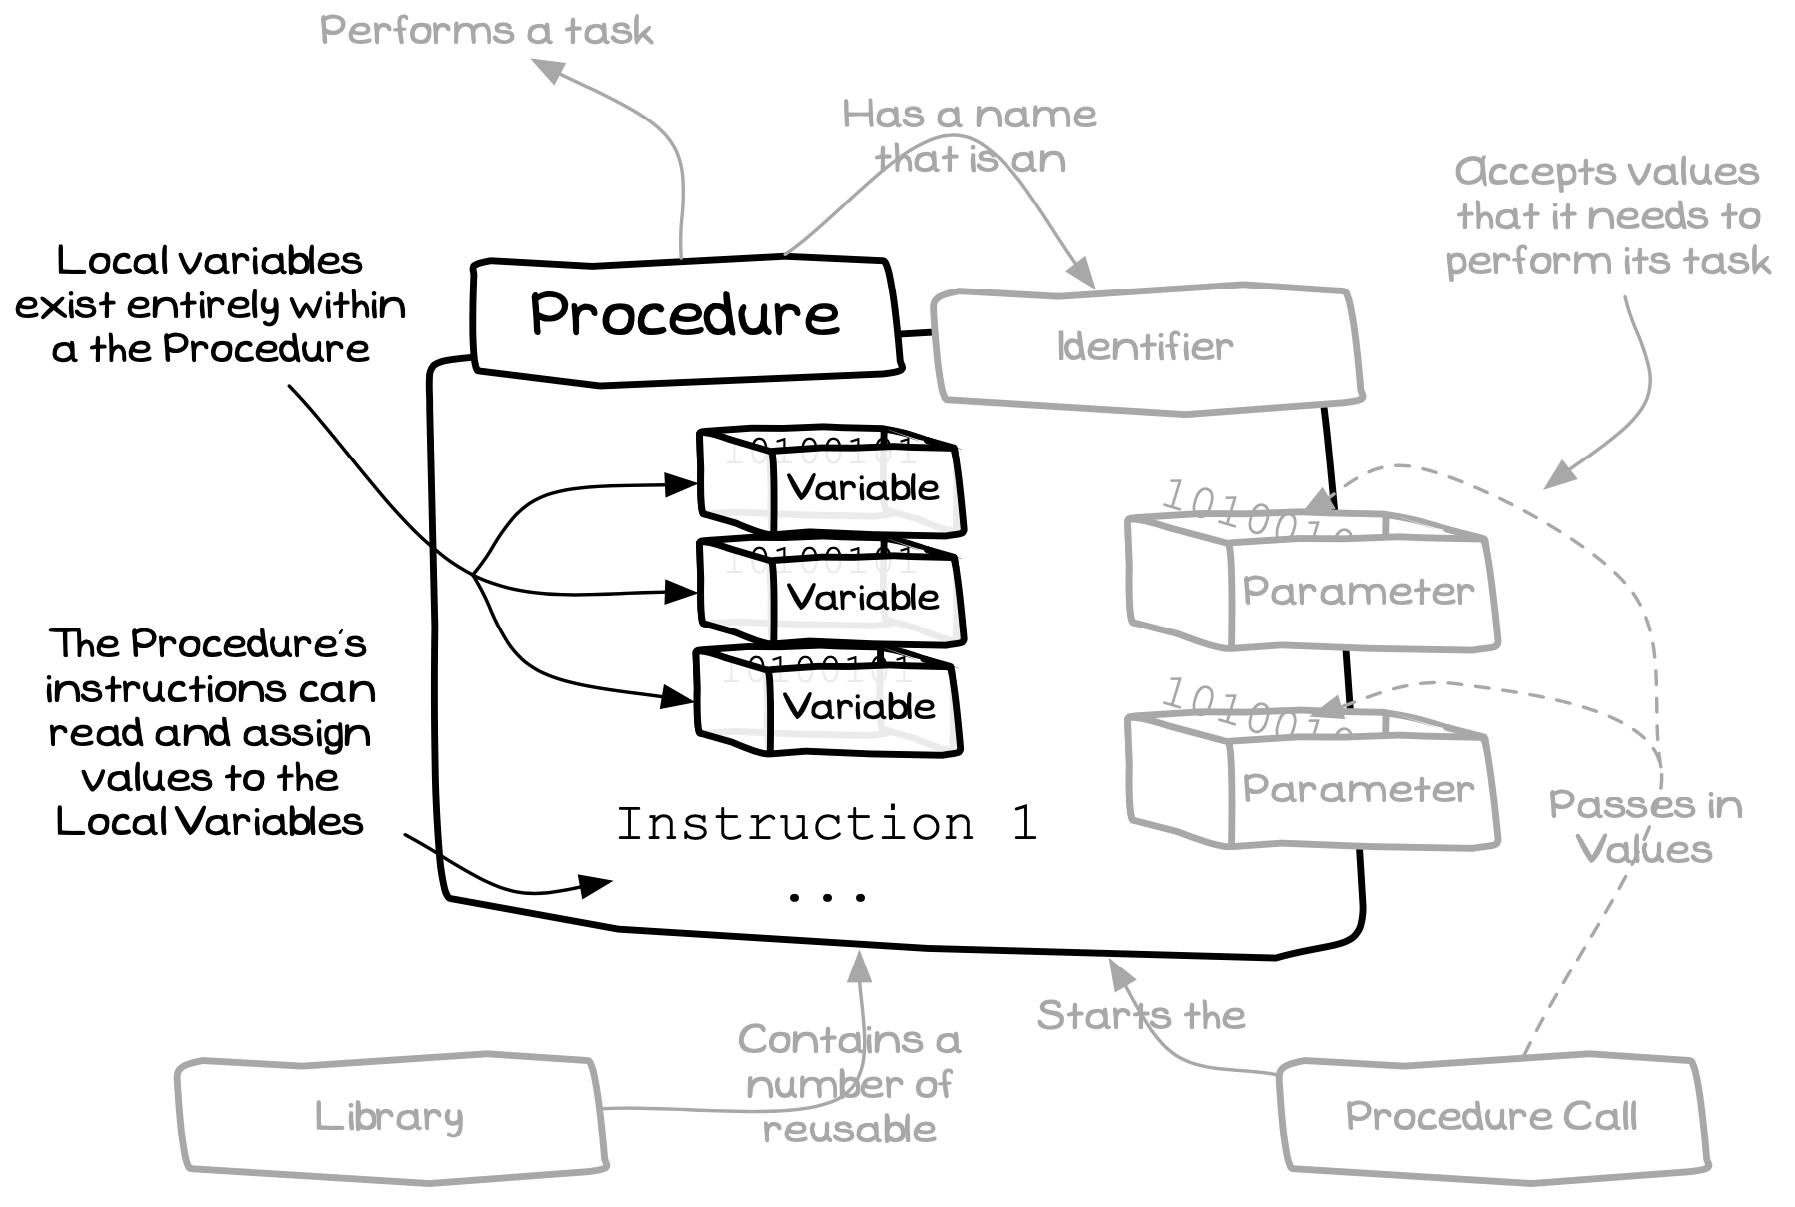 Performs a task
Has a name
that is an
Accepts values
that it needs to
perform its task
Local variables
exist entirely within
a the Procedure
Procedure
Identifier
10100101
Variable
10100101
Variable
10100101
Variable
1010010
Parameter
1010010
Parameter
The Procedure's
instructions can
read and assign
values to the
Local Variables
Instruction 1
...
Passes in
Values
Starts the
Contains a
number of
reusable
Library
Procedure Call